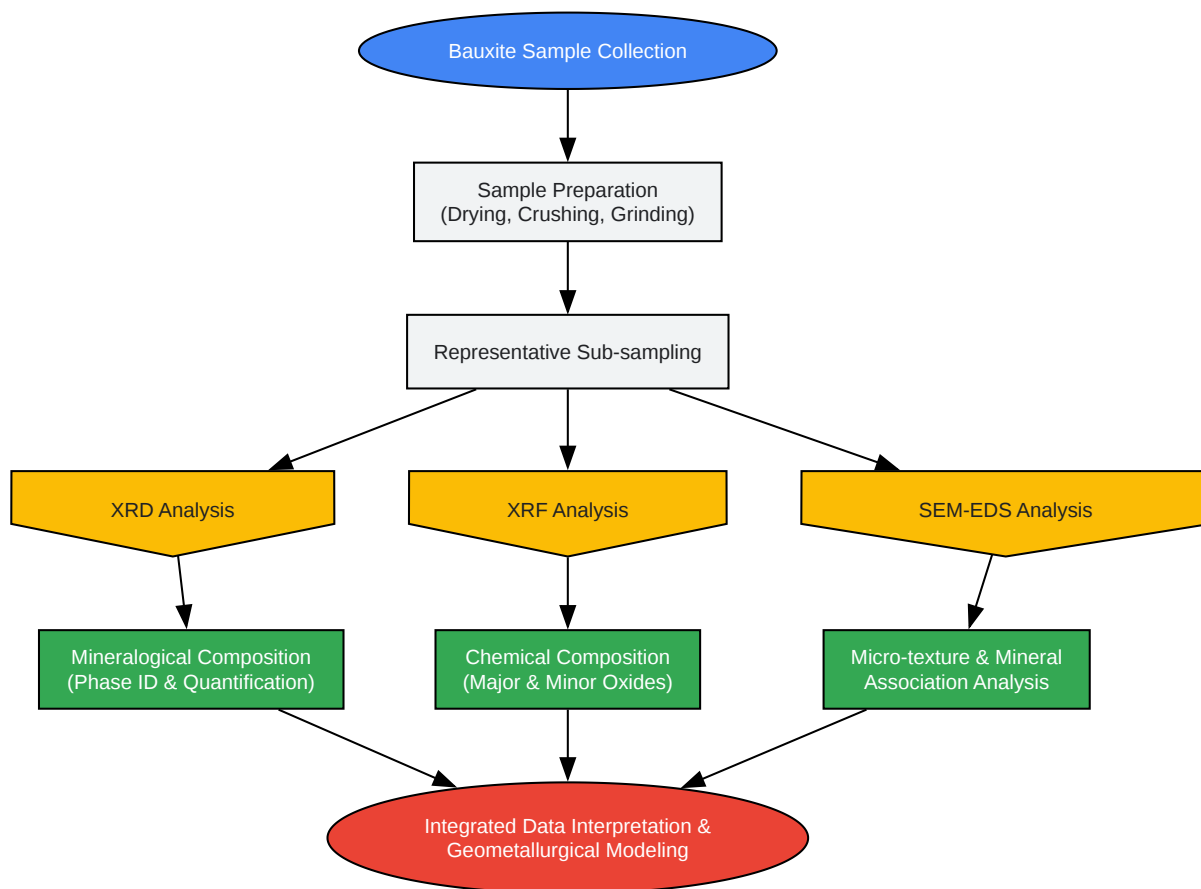 Bauxite Sample Collection
Sample Preparation
(Drying, Crushing, Grinding)
Representative Sub-sampling
XRD Analysis
XRF Analysis
SEM-EDS Analysis
Mineralogical Composition
(Phase ID & Quantification)
Chemical Composition
(Major & Minor Oxides)
Micro-texture & Mineral
Association Analysis
Integrated Data Interpretation &
Geometallurgical Modeling